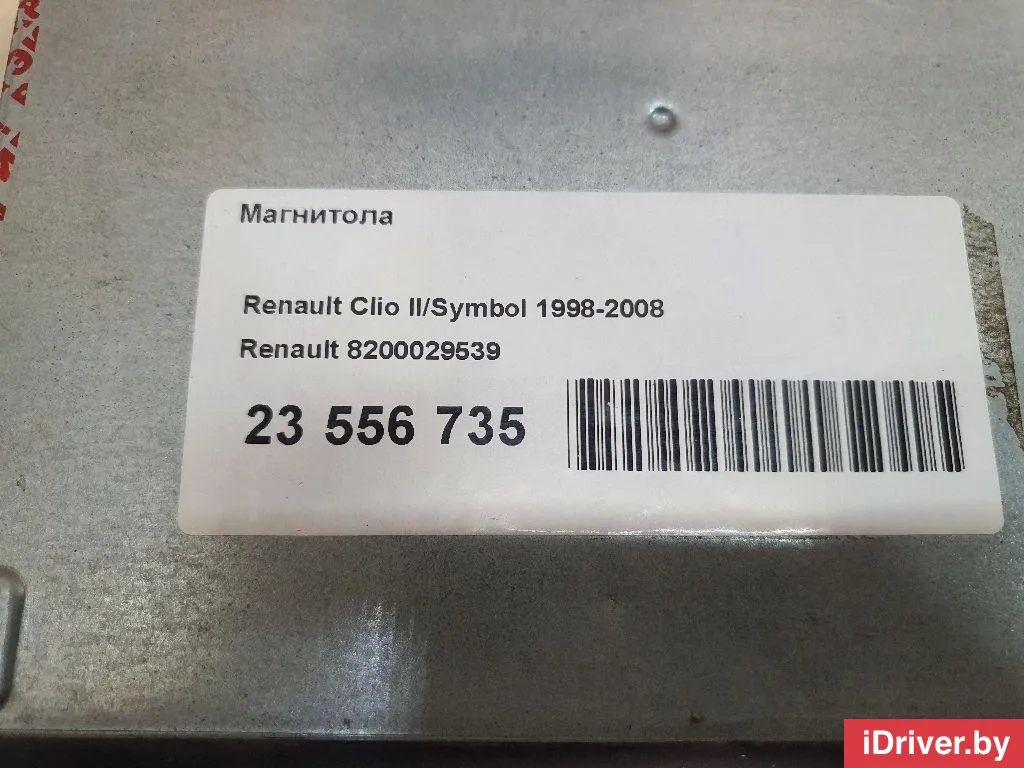 Магнитола
Renault Clio II/Symbol 1998-2008
Renault 8200029539
23 556 735
iDriver.by